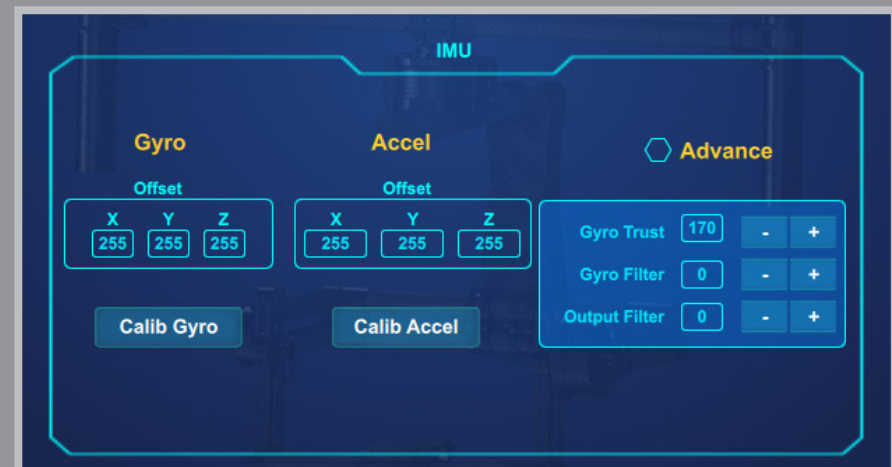 IMU
Gyro
Offset
X Y Z
255 255 255
Calib Gyro
Accel
Offset
X Y Z
255 255 255
Calib Accel
Advance
Gyro Trust 170 - +
Gyro Filter 0 - +
Output Filter 0 - +